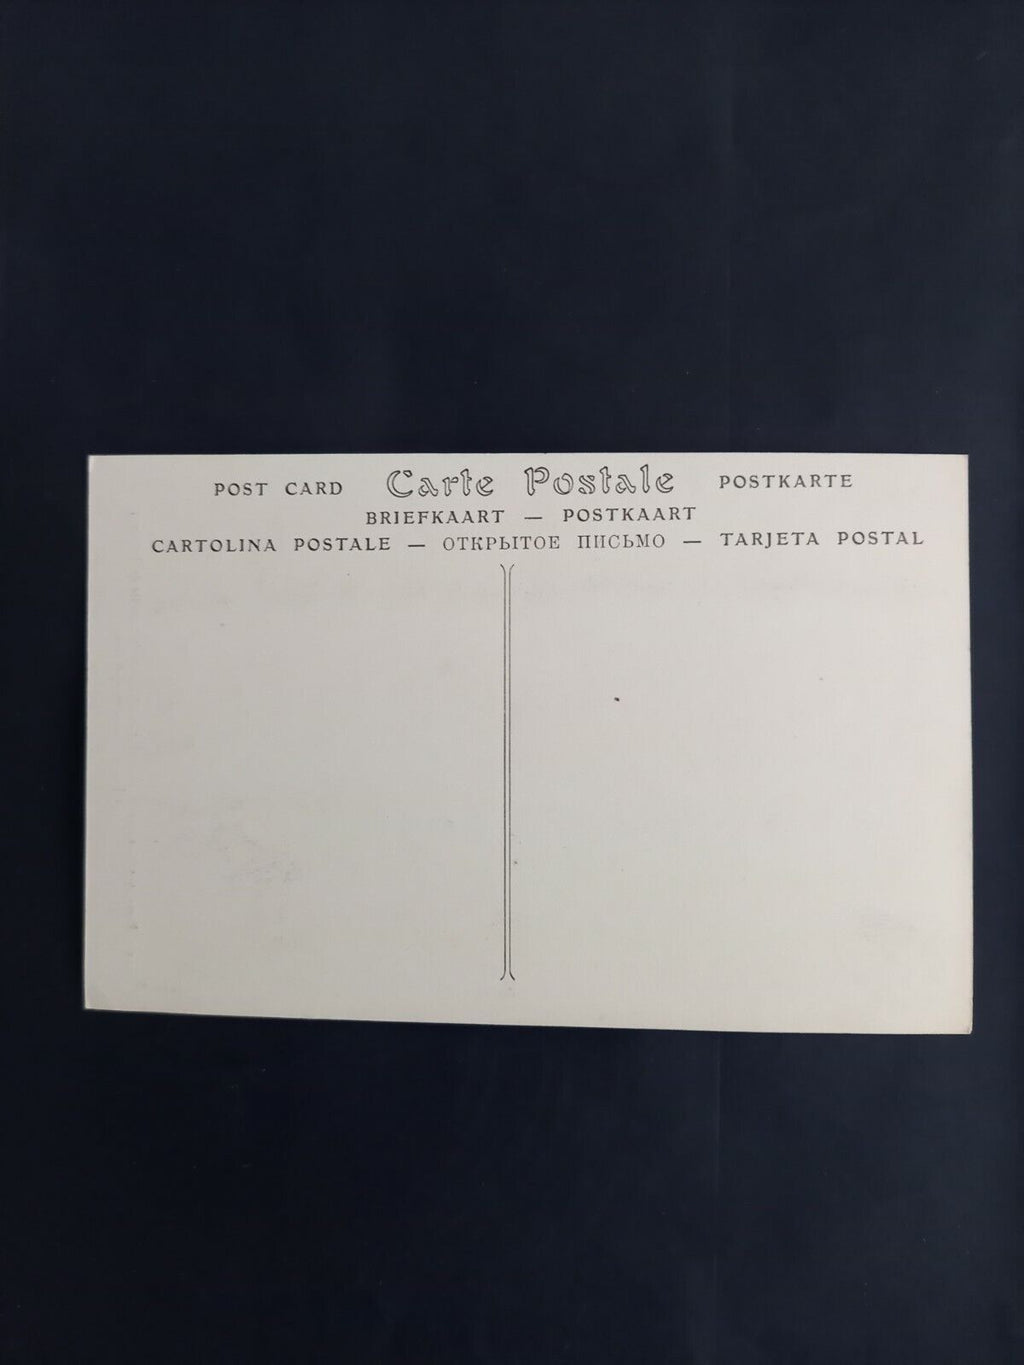 POST CARD Carte Postale POSTKARTE
BRIEFKAART — POSTKAART
CARTOLINA POSTALE — ОТКРЫТОЕ ПИСЬМО — TARJETA POSTAL